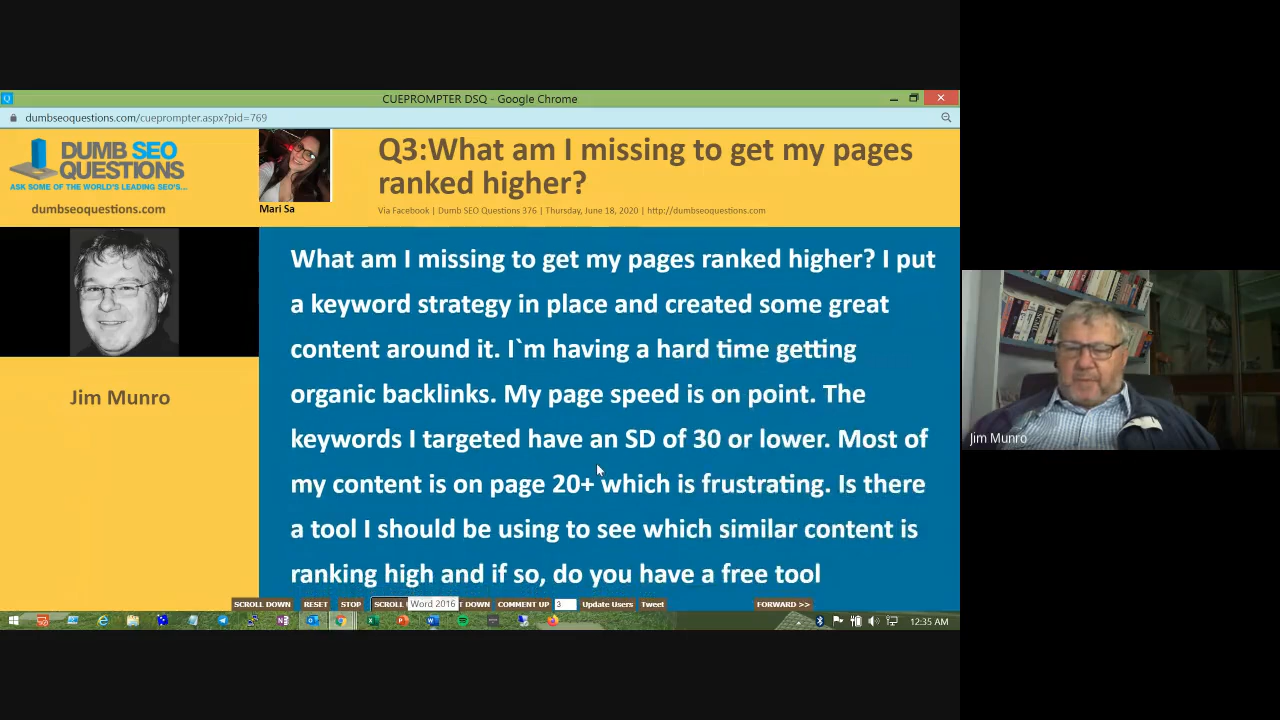 CUEPROMPTER DSQ - Google Chrome
dumbseoquestions.com/cueprompter.aspx?pid=769
DUMB SEO
QUESTIONS
ASK SOME OF THE WORLD'S LEADING SEO'S...
dumbseoquestions.com
Mari Sa
Q3:What am I missing to get my pages
ranked higher?
Via Facebook | Dumb SEO Questions 376 | Thursday, June 18, 2020 | http://dumbseoquestions.com
Jim Munro
What am I missing to get my pages ranked higher? I put
a keyword strategy in place and created some great
content around it. I`m having a hard time getting
organic backlinks. My page speed is on point. The
keywords I targeted have an SD of 30 or lower. Most of
my content is on page 20+ which is frustrating. Is there
a tool I should be using to see which similar content is
ranking high and if so, do you have a free tool
Jim Munro
SCROLL DOWN RESET STOP SCROLL Word 2016 T DOWN COMMENT UP 3 Update Users Tweet FORWARD >>
12:35 AM